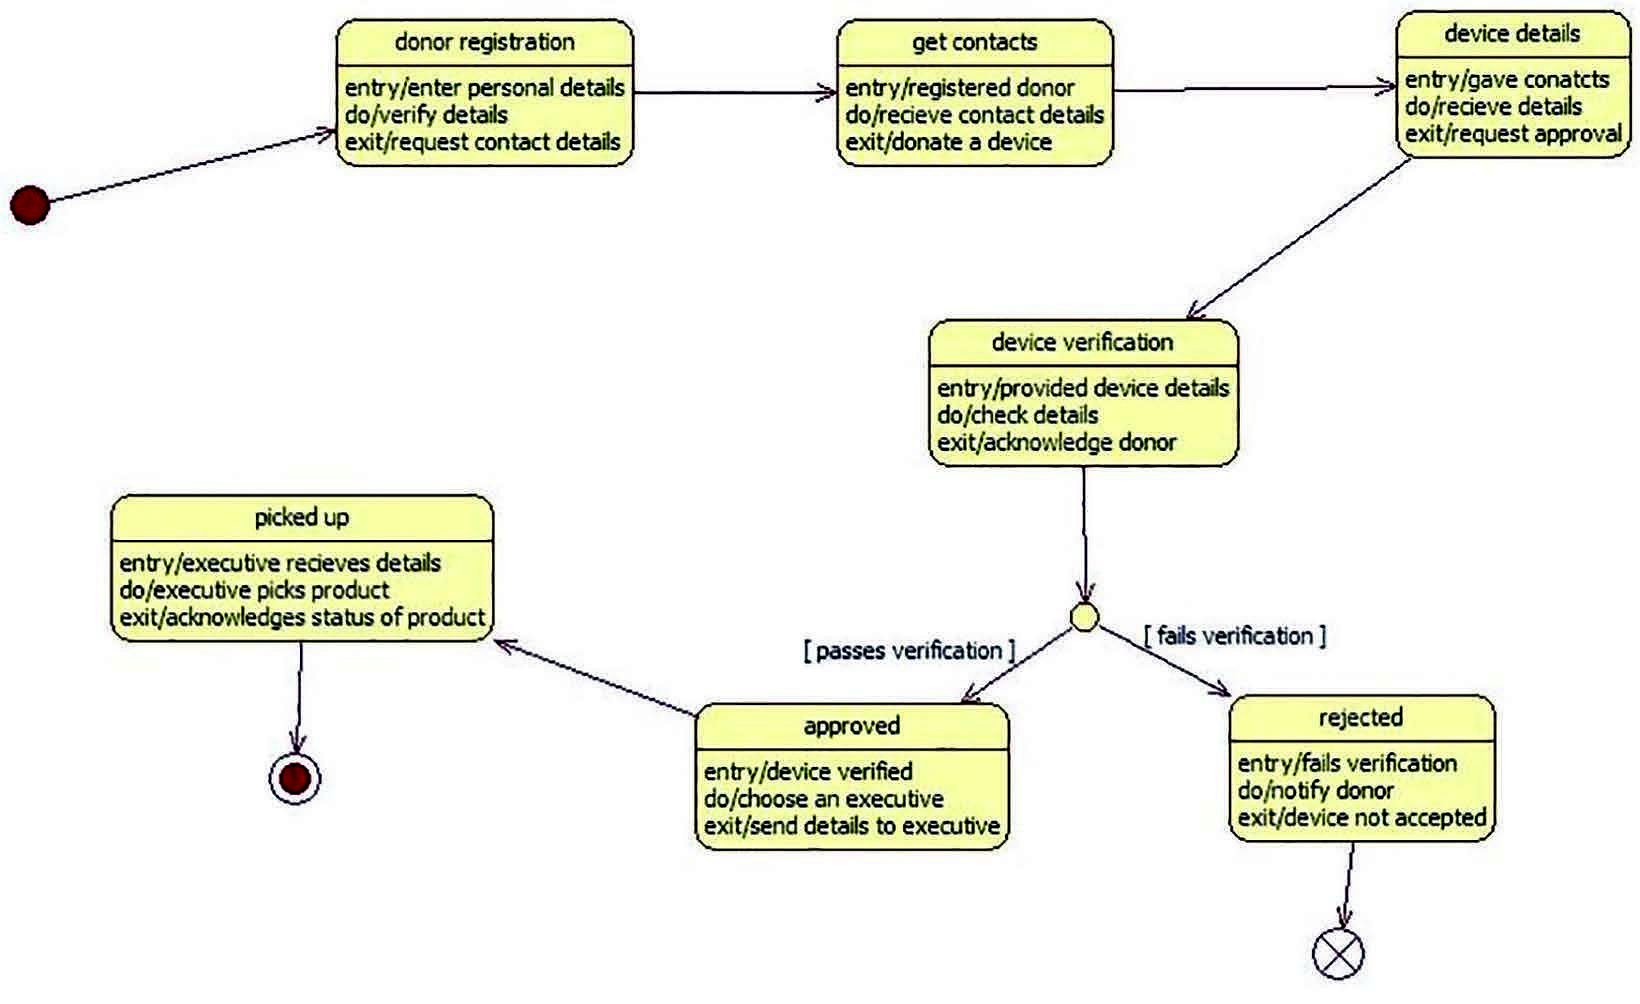 donor registration
entry/enter personal details
do/verify details
exit/request contact details
get contacts
entry/registered donor
do/recieve contact details
exit/donate a device
device details
entry/gave conatcts
do/recieve details
exit/request approval
device verification
entry/provided device details
do/check details
exit/acknowledge donor
picked up
entry/executive recieves details
do/executive picks product
exit/acknowledges status of product
[ passes verification ]
[ fails verification ]
approved
entry/device verified
do/choose an executive
exit/send details to executive
rejected
entry/fails verification
do/notify donor
exit/device not accepted